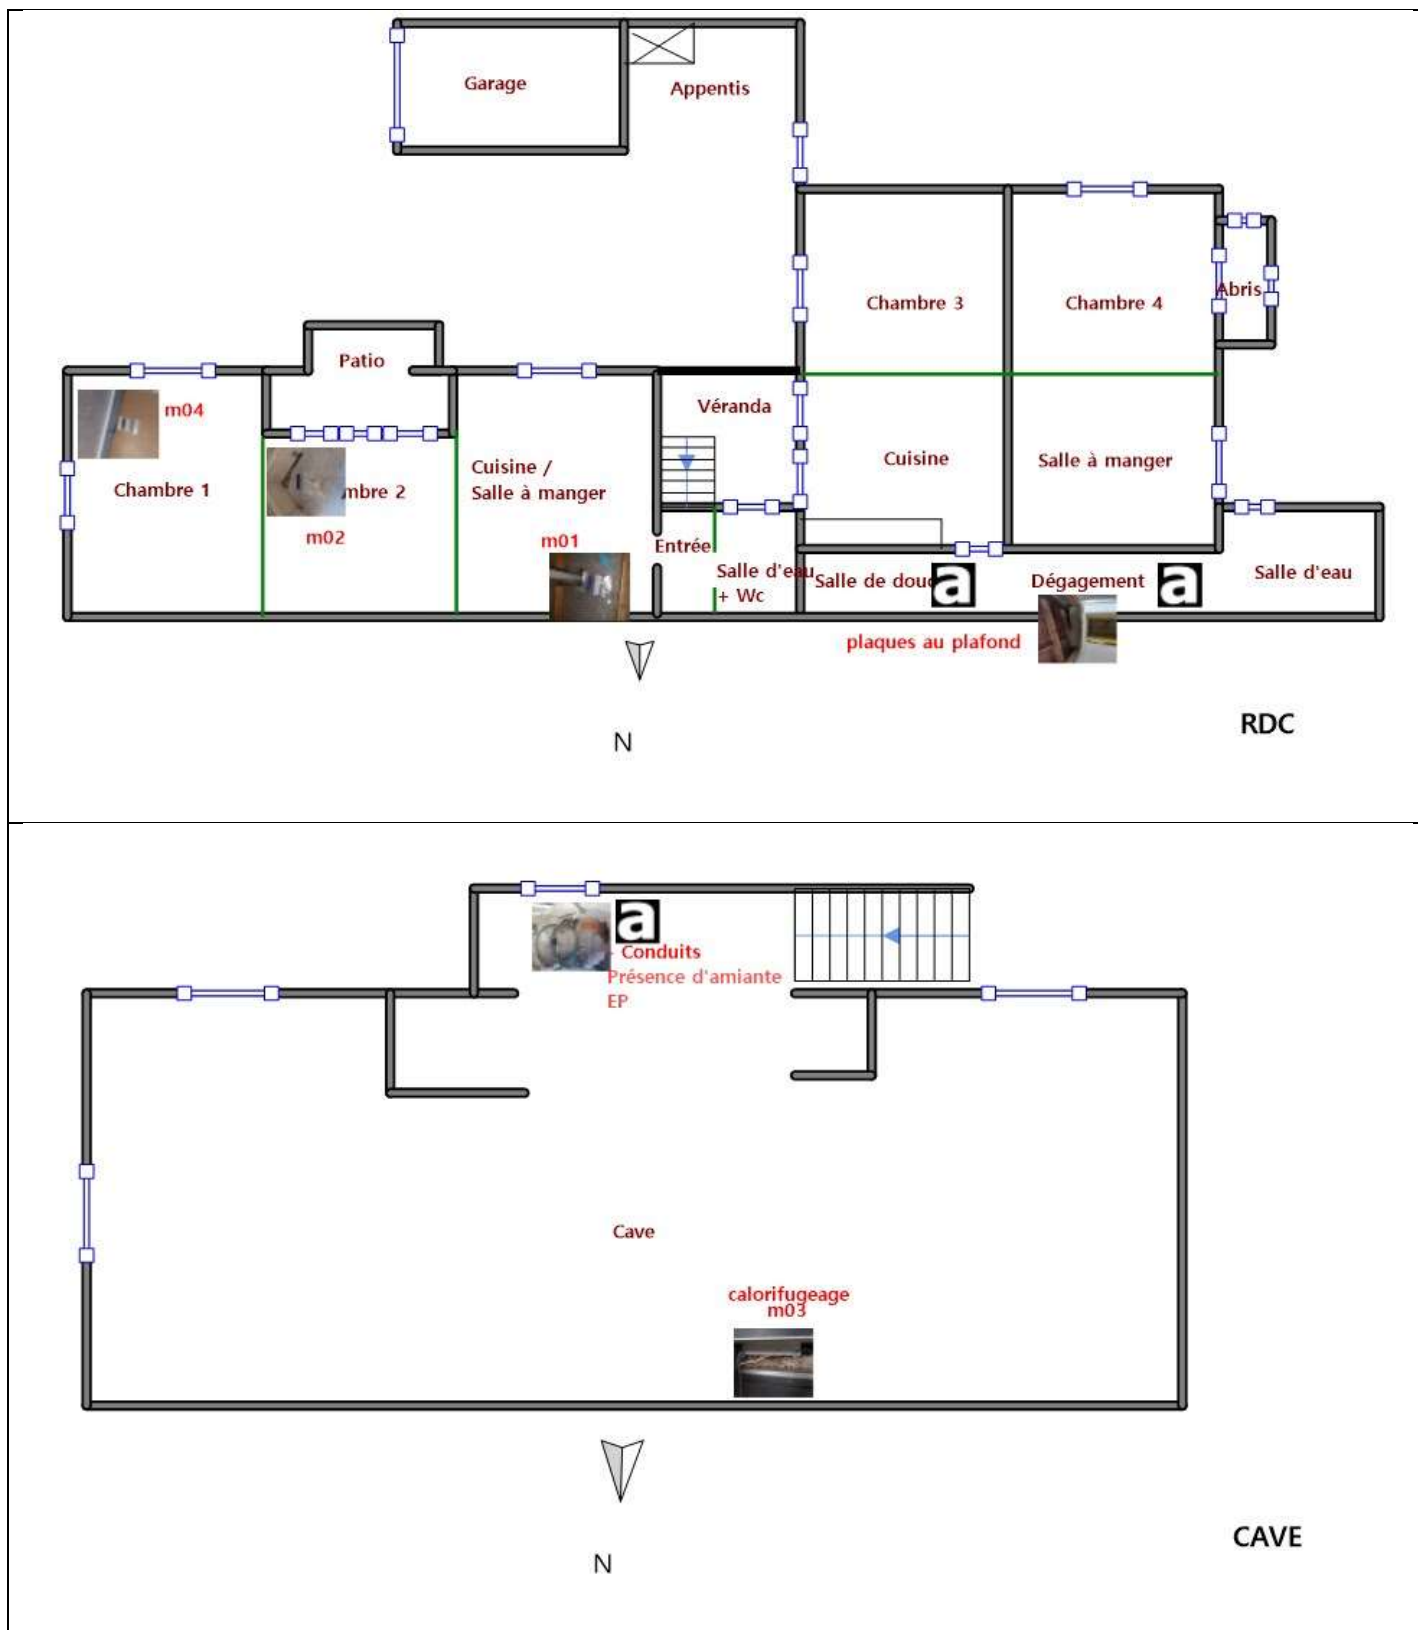 Garage
Appentis
Chambre 3
Chambre 4
Abris
Patio
Véranda
m04
Cuisine /
Salle à manger
Cuisine
Salle à manger
Chambre 1
mbre 2
m02
m01
Entrée
Salle d'eau
+ Wc
Salle de douc
a
Dégagement
a
Salle d'eau
plaques au plafond
N
RDC
a
- Conduits
Présence d'amiante
EP
Cave
calorifugeage
m03
N
CAVE